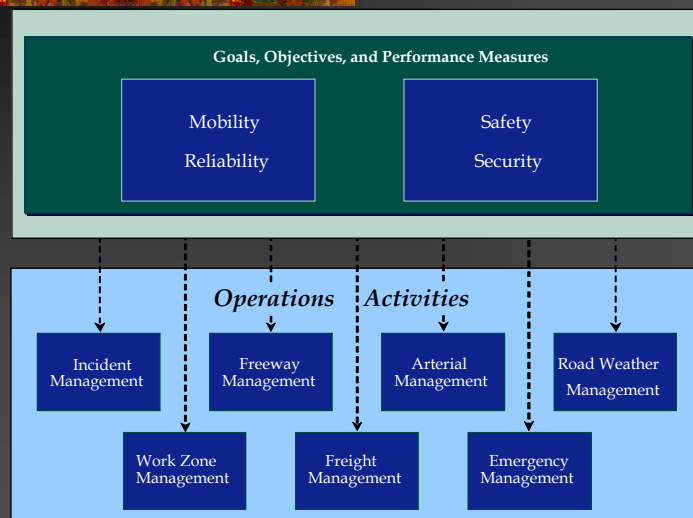 Goals, Objectives, and Performance Measures
Mobility
Reliability
Safety
Security
Operations Activities
Incident
Management
Freeway
Management
Arterial
Management
Road Weather
Management
Work Zone
Management
Freight
Management
Emergency
Management